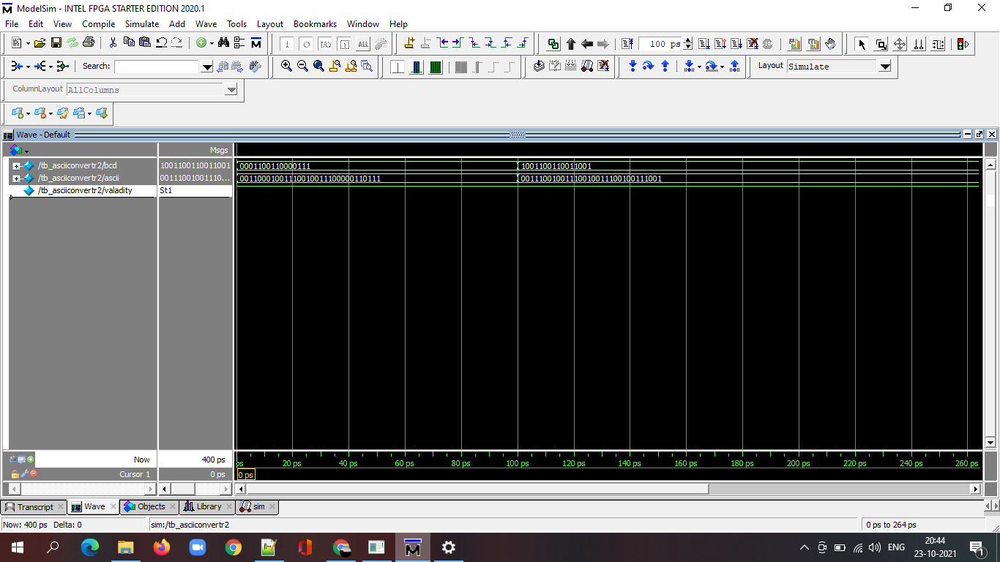 ModelSim - INTEL FPGA STARTER EDITION 2020.1
File Edit View Compile Simulate Add Wave Tools Layout Bookmarks Window Help
ALL
100 ps
Search:
Layout Simulate
ColumnLayout AllColumns
Wave - Default
Msgs
/tb_asciiconvertr2/bcd 1001100110011001 0001100110000111 1001100110011001
/tb_asciiconvertr2/ascii 00111001001110... 00110001001110010011100000110111 00111001001110010011100100111001
/tb_asciiconvertr2/valadity St1
Now 400 ps ps 20 ps 40 ps 60 ps 80 ps 100 ps 120 ps 140 ps 160 ps 180 ps 200 ps 220 ps 240 ps 260 ps
Cursor 1 0 ps 0 ps
Transcript Wave Objects Library sim
Now: 400 ps Delta: 0 sim:/tb_asciiconvertr2 0 ps to 264 ps
ENG 20:44
23-10-2021 1